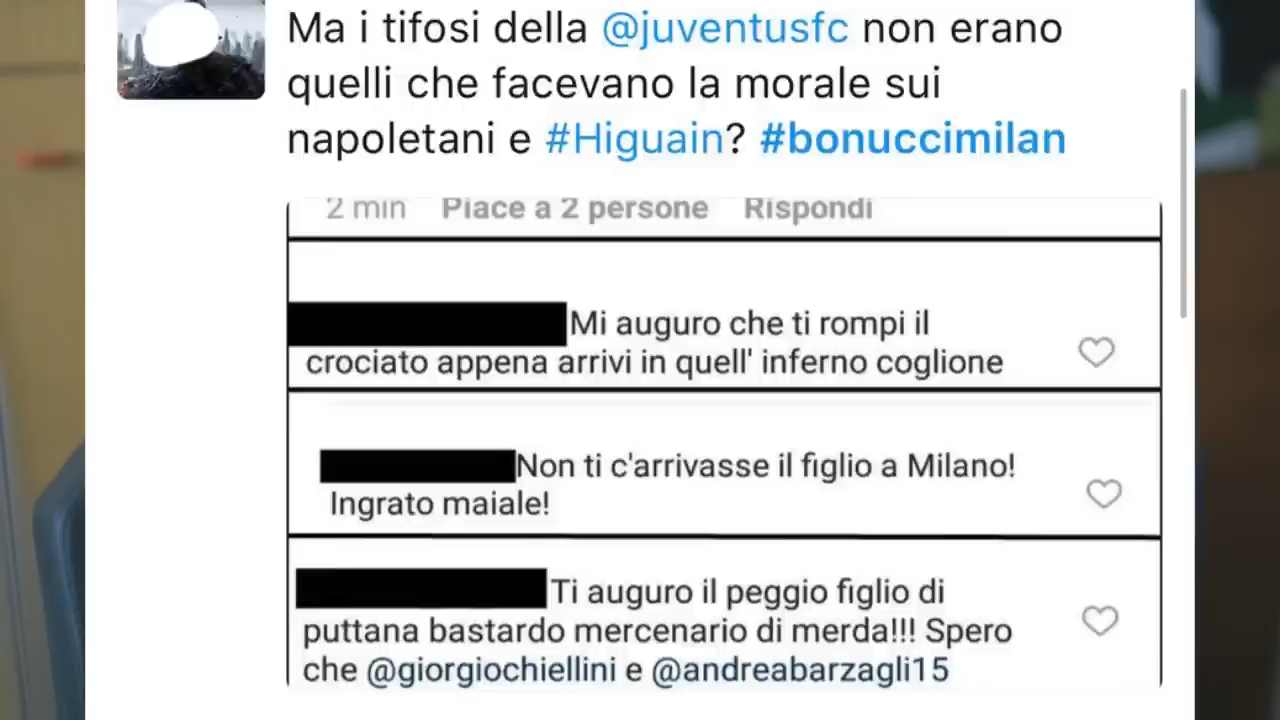 Ma i tifosi della @juventusfc non erano
quelli che facevano la morale sui
napoletani e #Higuain? #bonuccimilan
2 min Piace a 2 persone Rispondi
Mi auguro che ti rompi il
crociato appena arrivi in quell' inferno coglione
Non ti c'arrivasse il figlio a Milano!
Ingrato maiale!
Ti auguro il peggio figlio di
puttana bastardo mercenario di merda!!! Spero
che @giorgiochiellini e @andreabarzagli15